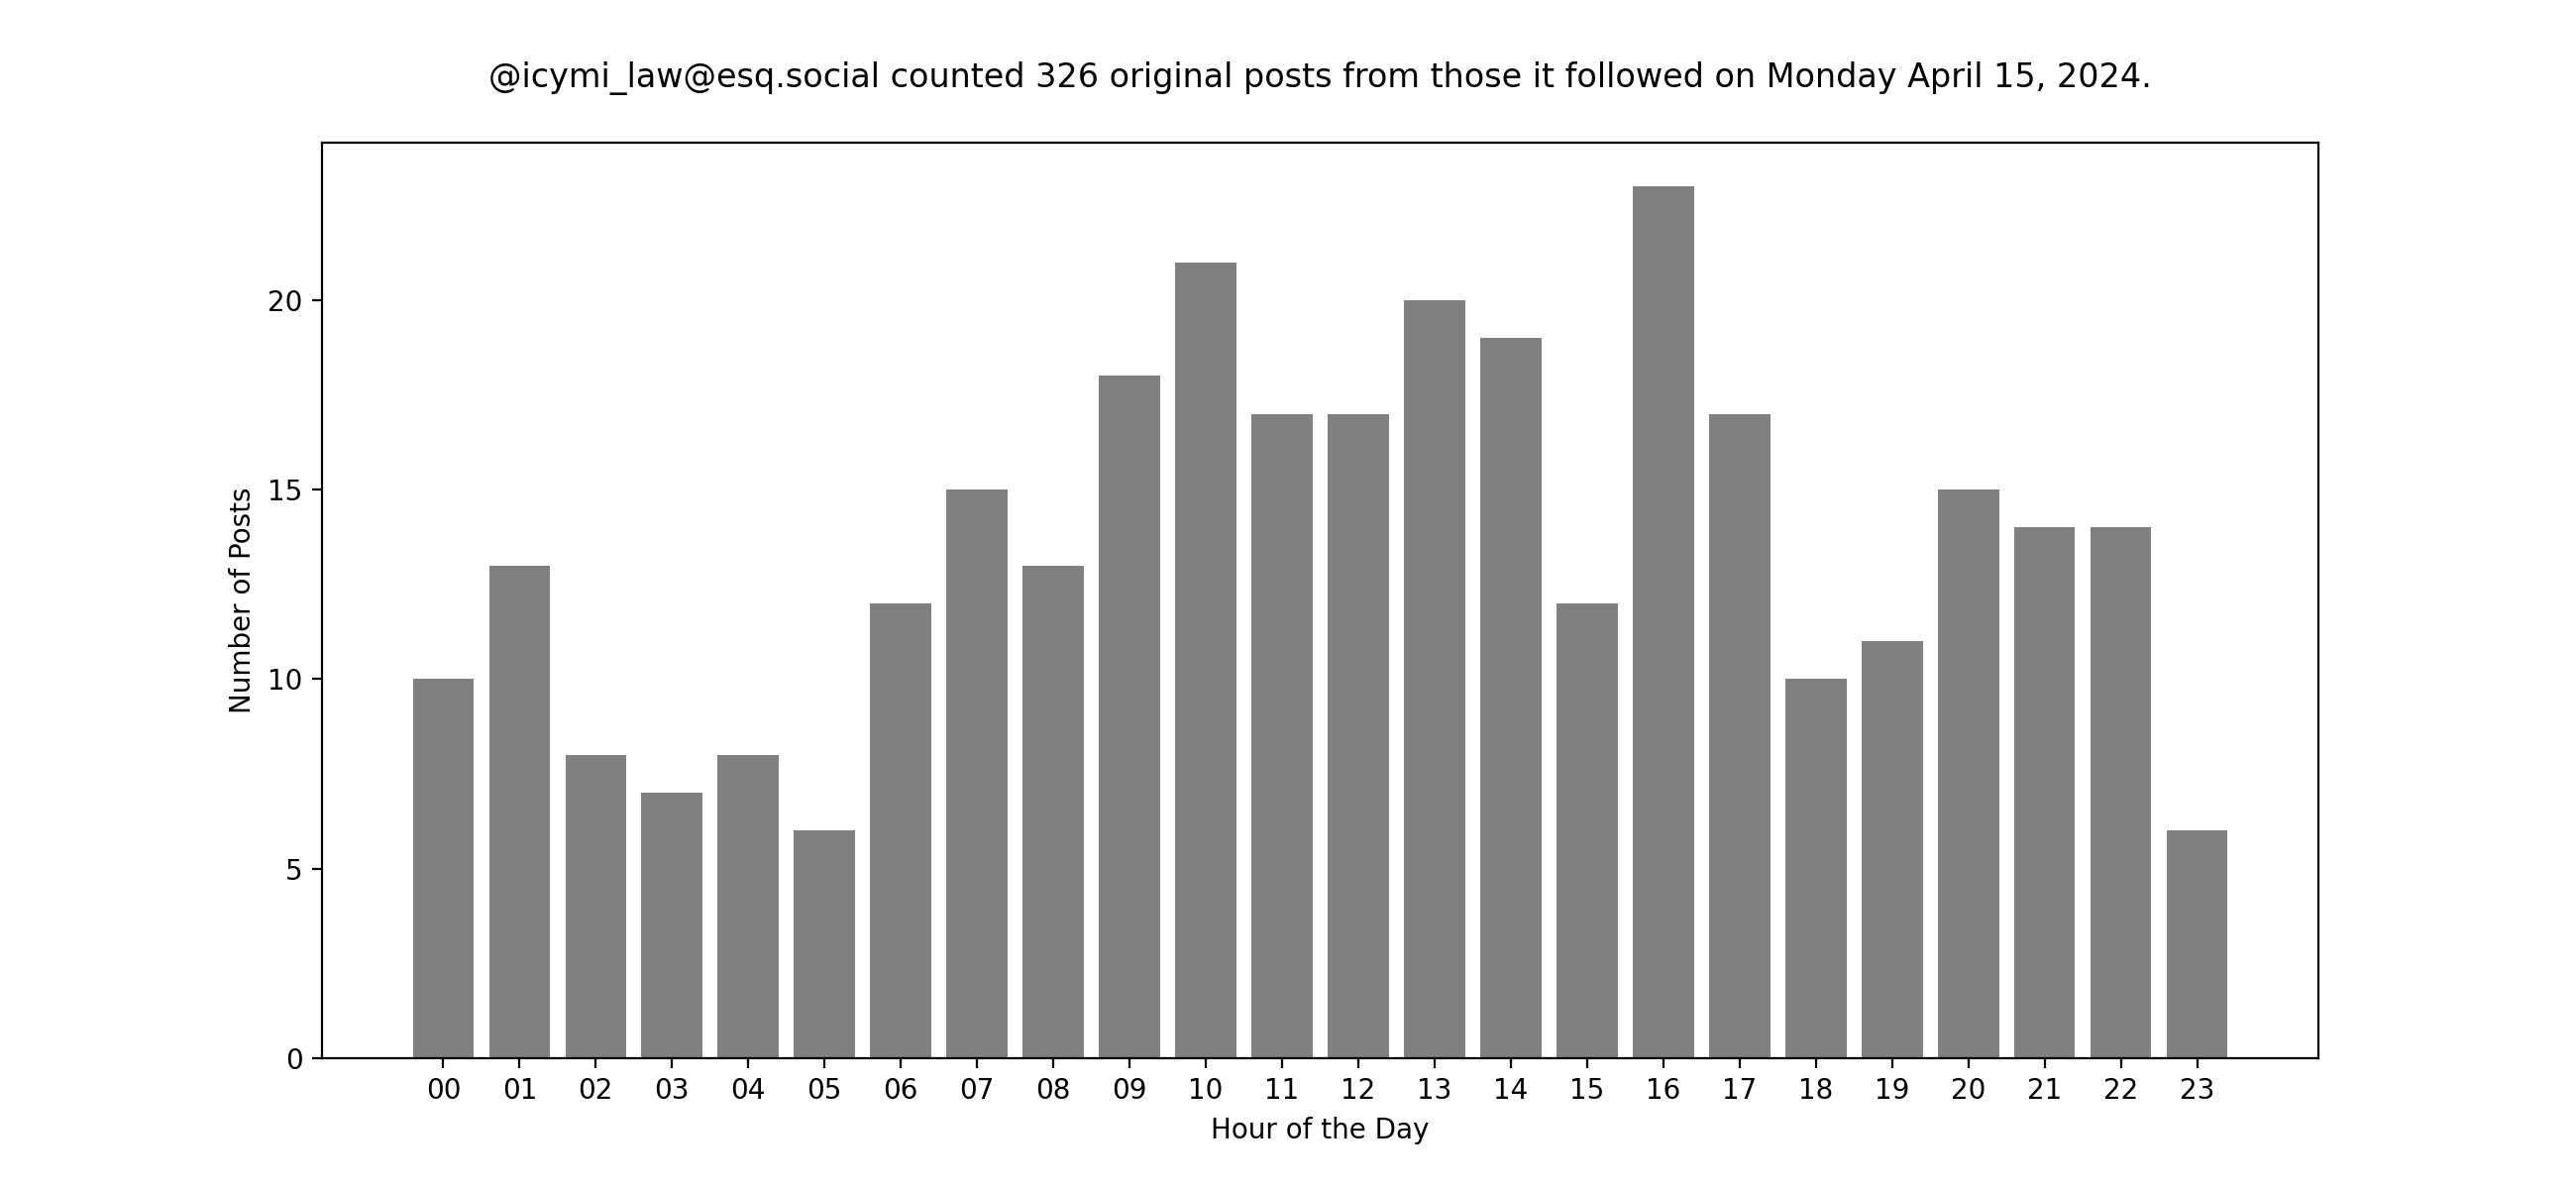 @icymi_law@esq.social counted 326 original posts from those it followed on Monday April 15, 2024.
20
15
10
5
0
Number of Posts
00 01 02 03 04 05 06 07 08 09 10 11 12 13 14 15 16 17 18 19 20 21 22 23
Hour of the Day